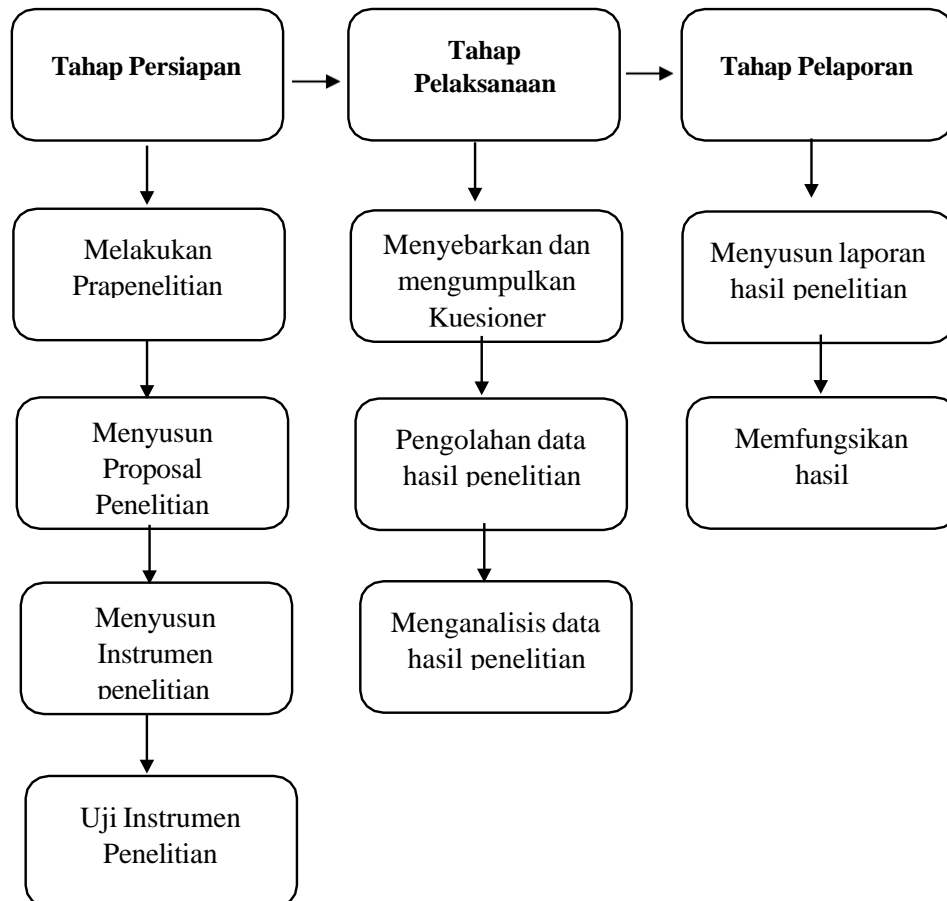 Tahap Persiapan
Tahap
Pelaksanaan
Tahap Pelaporan
Melakukan
Prapenelitian
Menyusun
Proposal
Penelitian
Menyusun
Instrumen
penelitian
Uji Instrumen
Penelitian
Menyebarkan dan
mengumpulkan
Kuesioner
Pengolahan data
hasil penelitian
Menganalisis data
hasil penelitian
Menyusun laporan
hasil penelitian
Memfungsikan
hasil